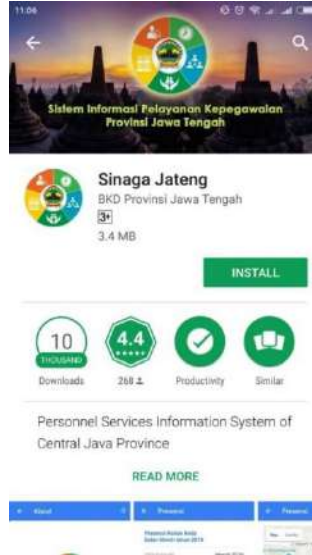 11.06
Sistem Informasi Pelayanan Kepegawaian
Provinsi Jawa Tengah
Sinaga Jateng
BKD Provinsi Jawa Tengah
3+
3.4 MB
INSTALL
10
THOUSAND
4.4
Downloads
268
Productivity
Similar
Personnel Services Information System of
Central Java Province
READ MORE
Presensi